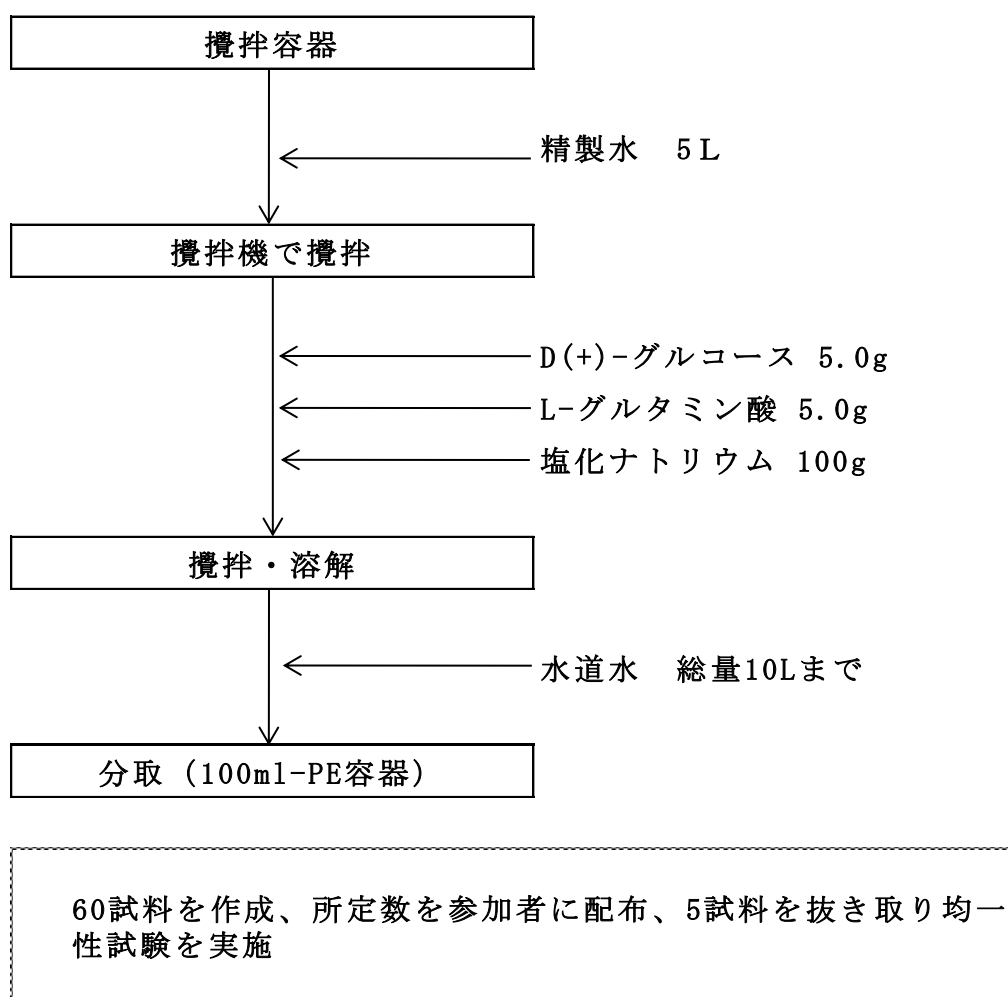 攪拌容器
精製水　5L
攪拌機で攪拌
D(+)-グルコース 5.0g
L-グルタミン酸 5.0g
塩化ナトリウム 100g
攪拌・溶解
水道水　総量10Lまで
分取（100ml-PE容器）
60試料を作成、所定数を参加者に配布、5試料を抜き取り均一
性試験を実施